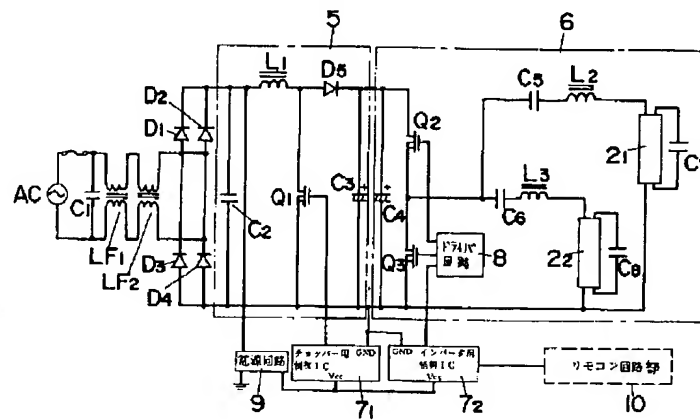 5
6
L1
D5
C5
L2
D2
D1
Q2
21
C7
AC
C1
Q1
C3
C4
L3
C2
C6
LF1
D3
LF2
D4
Q3
ドライバ
回路
8
22
C8
電源回路
チョッパー用 GND
制御IC
Vcc
GND インバータ用
制御IC
Vcc
リモコン回路部
9
71
72
10